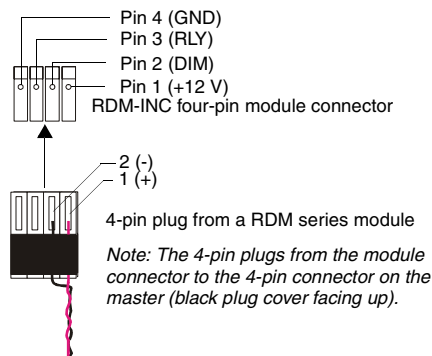 Pin 4 (GND)
Pin 3 (RLY)
Pin 2 (DIM)
Pin 1 (+12 V)
RDM-INC four-pin module connector
2 (-)
1 (+)
4-pin plug from a RDM series module
Note: The 4-pin plugs from the module
connector to the 4-pin connector on the
master (black plug cover facing up).